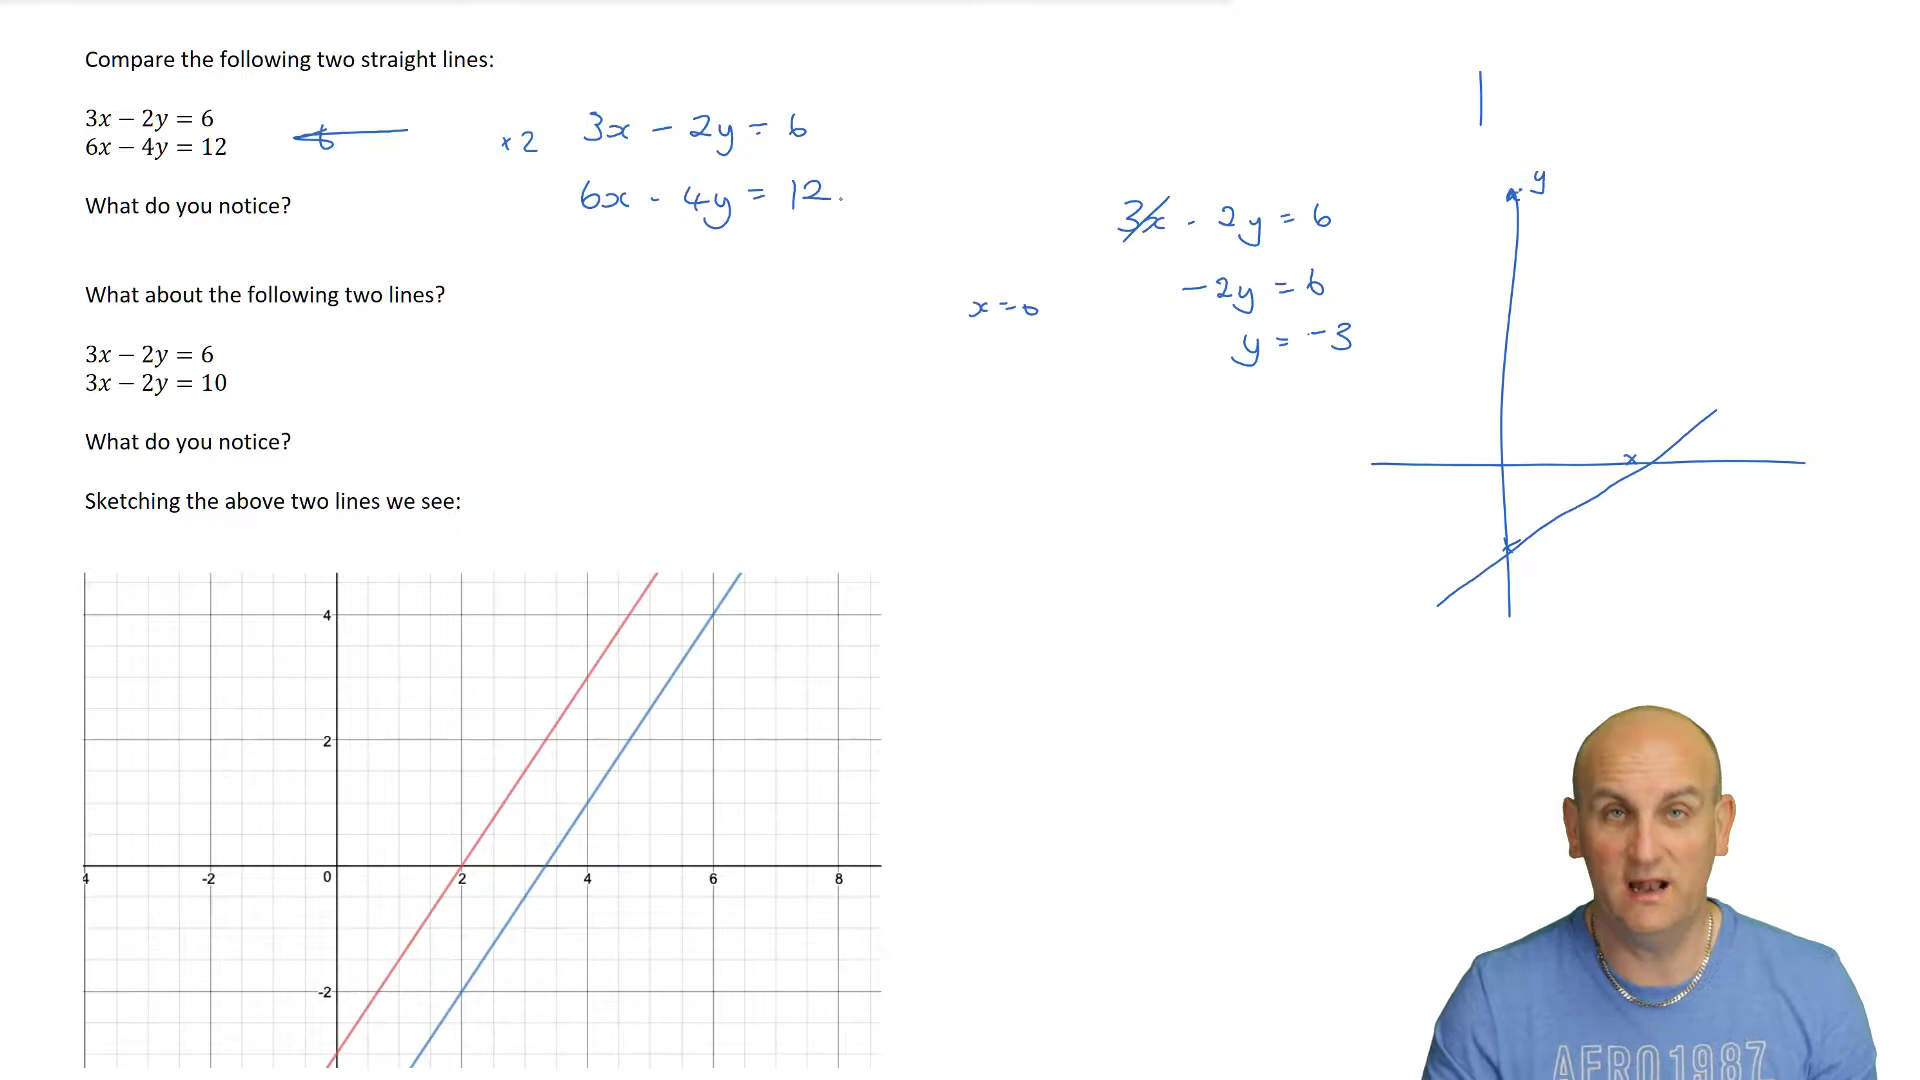 Compare the following two straight lines:
3x − 2y = 6
6x − 4y = 12
What do you notice?
What about the following two lines?
3x − 2y = 6
3x − 2y = 10
What do you notice?
Sketching the above two lines we see:
6
×2 3x − 2y = 6
6x - 4y = 12.
3x - 2y = 6
x = 0
−2y = 6
y = −3
y
4
2
4 -2 0 2 4 6 8
-2
AERO 1987